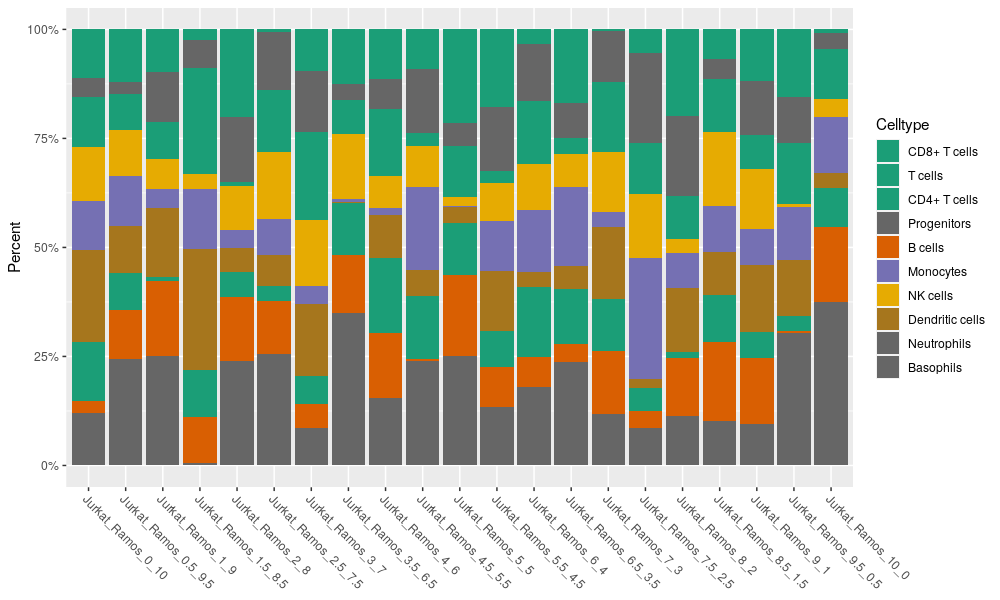 100%
75%
50%
25%
0%
Percent
Jurkat_Ramos_0_10
Jurkat_Ramos_0.5_9.5
Jurkat_Ramos_1_9
Jurkat_Ramos_1.5_8.5
Jurkat_Ramos_2_8
Jurkat_Ramos_2.5_7.5
Jurkat_Ramos_3_7
Jurkat_Ramos_3.5_6.5
Jurkat_Ramos_4_6
Jurkat_Ramos_4.5_5.5
Jurkat_Ramos_5_5
Jurkat_Ramos_5.5_4.5
Jurkat_Ramos_6_4
Jurkat_Ramos_6.5_3.5
Jurkat_Ramos_7_3
Jurkat_Ramos_7.5_2.5
Jurkat_Ramos_8_2
Jurkat_Ramos_8.5_1.5
Jurkat_Ramos_9_1
Jurkat_Ramos_9.5_0.5
Jurkat_Ramos_10_0
Celltype
CD8+ T cells
T cells
CD4+ T cells
Progenitors
B cells
Monocytes
NK cells
Dendritic cells
Neutrophils
Basophils